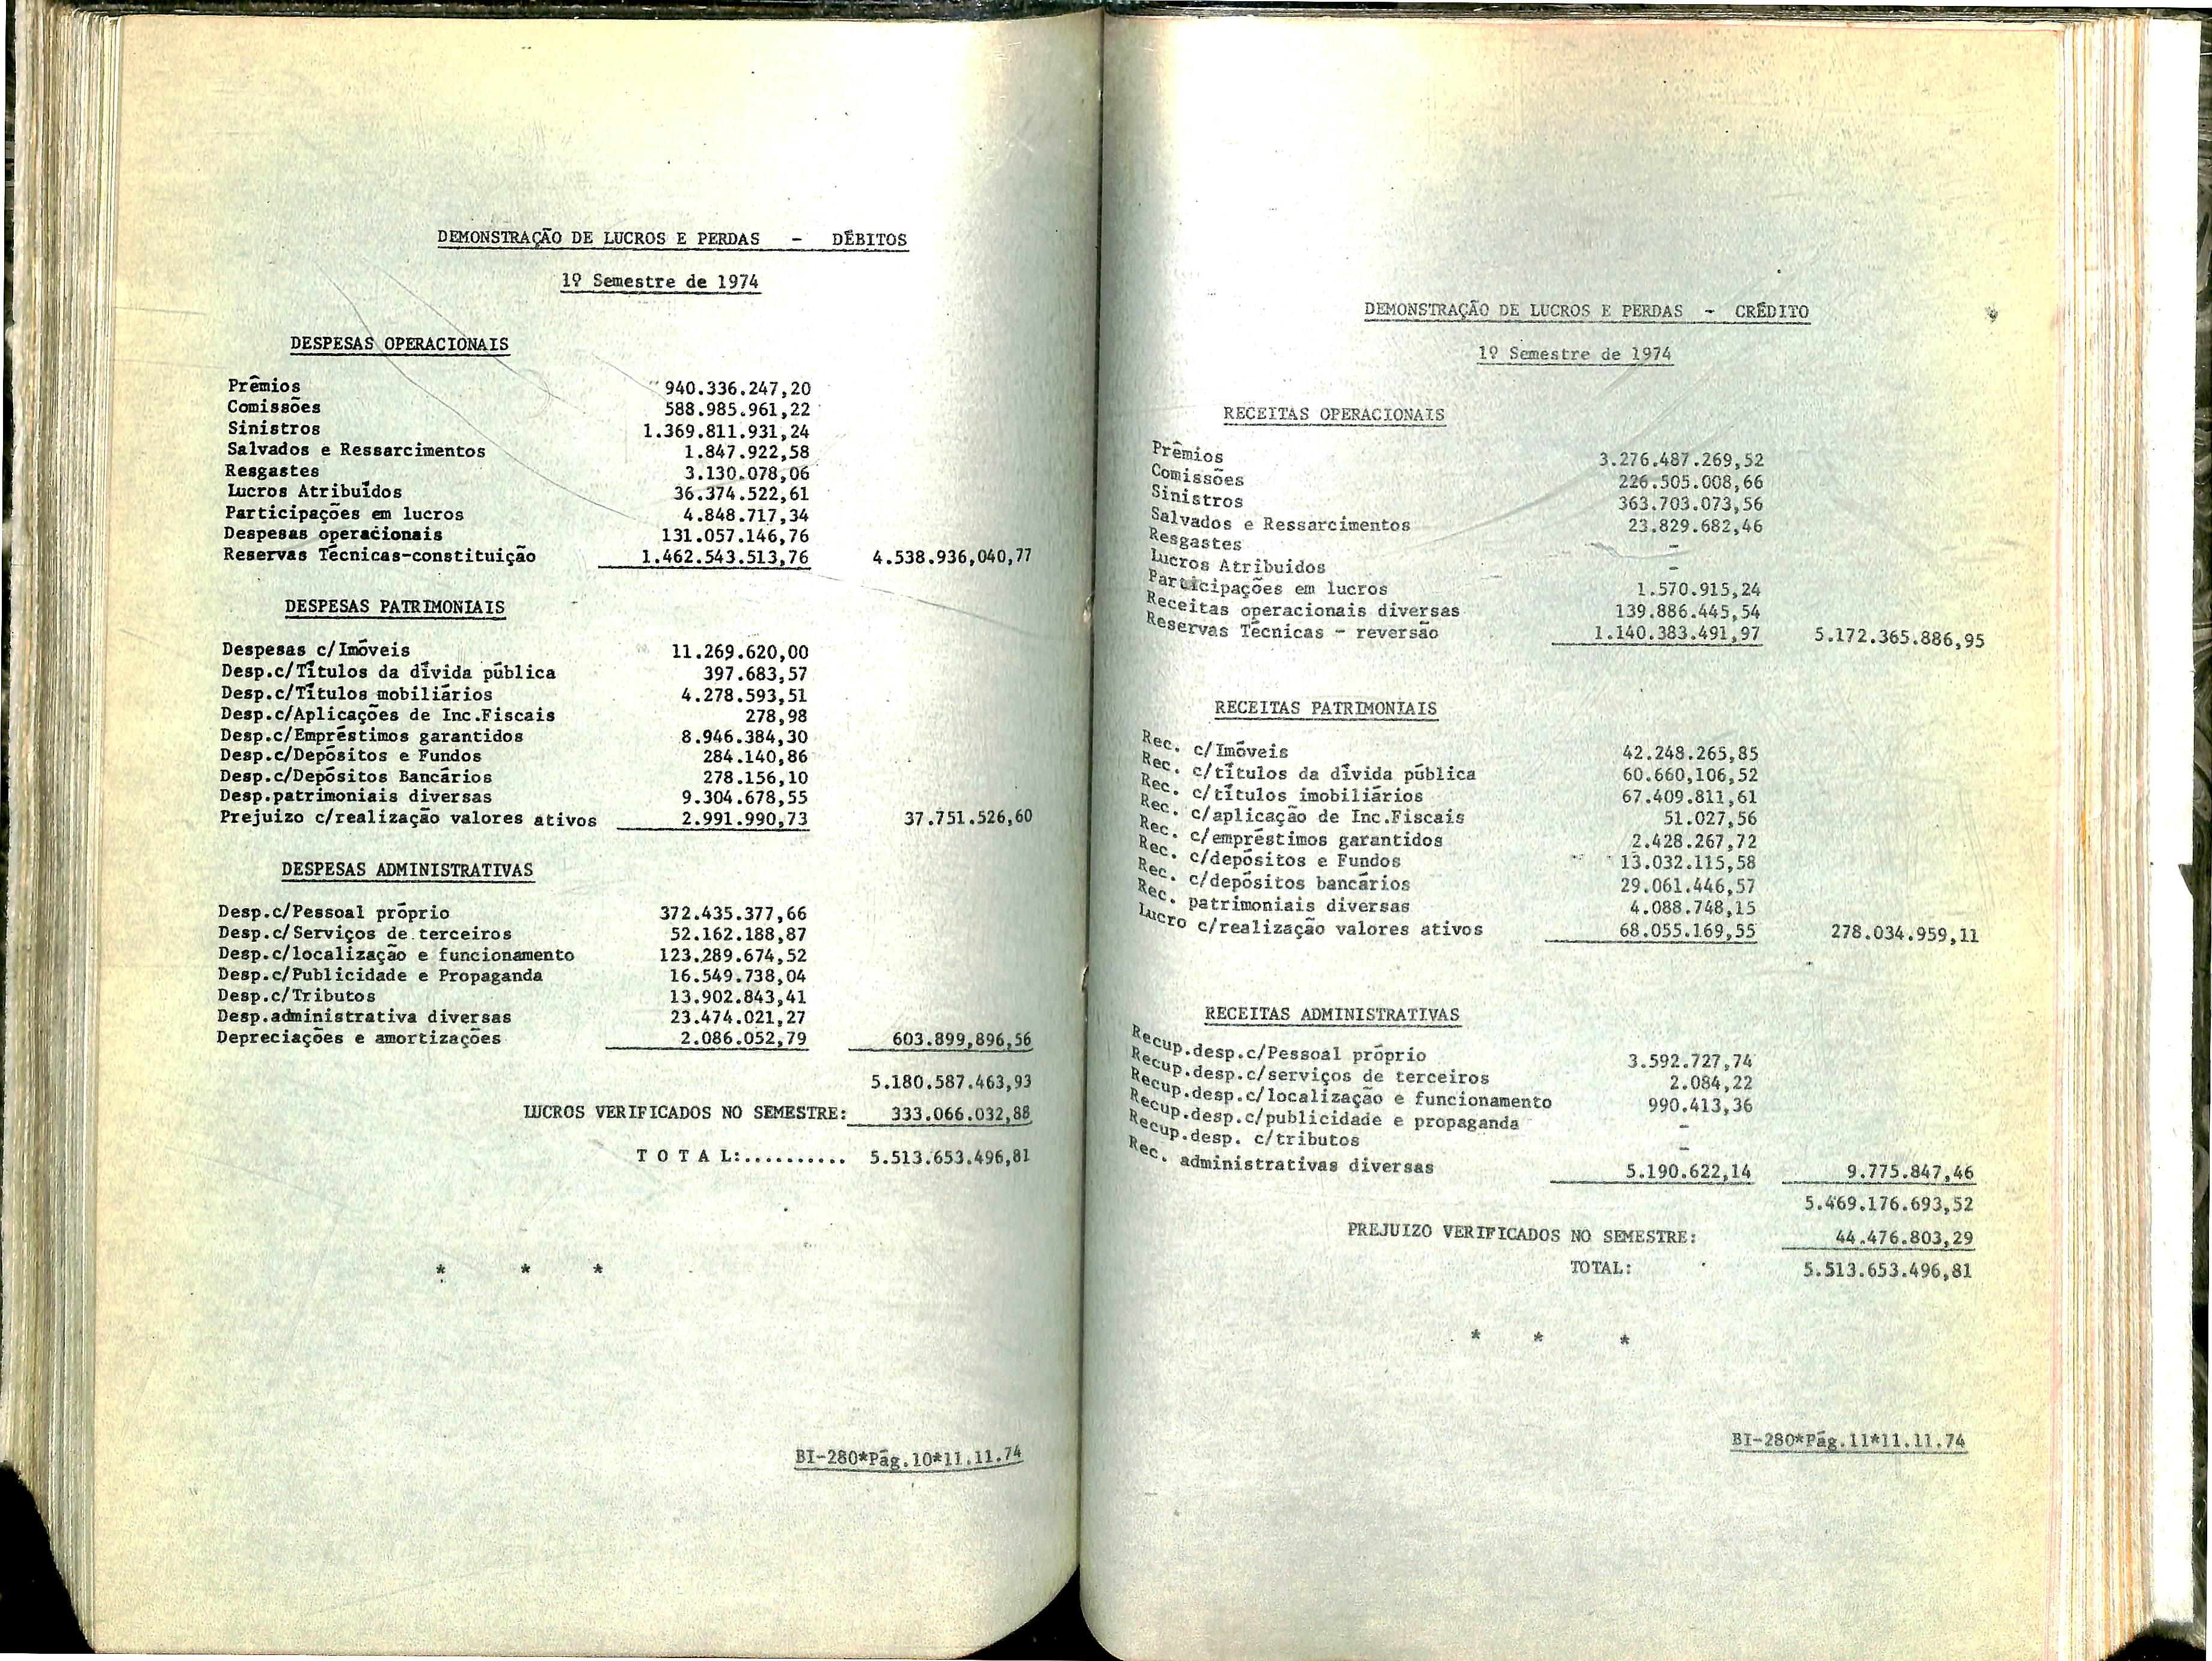 DEMONSTRAÇÃO DE LUCROS E PERDAS - DÉBITOS
1º Semestre de 1974
DESPESAS OPERACIONAIS
Prêmios 940.336.247,20
Comissões 588.985.961,22
Sinistros 1.369.811.931,24
Salvados e Ressarcimentos 1.847.922,58
Resgastes 3.130.078,06
Lucros Atribuídos 36.374.522,61
Participações em lucros 4.848.717,34
Despesas operacionais 131.057.146,76
Reservas Técnicas-constituição 1.462.543.513,76 4.538.936,040,77
DESPESAS PATRIMONIAIS
Despesas c/Imóveis 11.269.620,00
Desp.c/Títulos da dívida pública 397.683,57
Desp.c/Títulos mobiliários 4.278.593,51
Desp.c/Aplicações de Inc.Fiscais 278,98
Desp.c/Empréstimos garantidos 8.946.384,30
Desp.c/Depósitos e Fundos 284.140,86
Desp.c/Depósitos Bancários 278.156,10
Desp.patrimoniais diversas 9.304.678,55
Prejuizo c/realização valores ativos 2.991.990,73 37.751.526,60
DESPESAS ADMINISTRATIVAS
Desp.c/Pessoal próprio 372.435.377,66
Desp.c/Serviços de terceiros 52.162.188,87
Desp.c/localização e funcionamento 123.289.674,52
Desp.c/Publicidade e Propaganda 16.549.738,04
Desp.c/Tributos 13.902.843,41
Desp.administrativa diversas 23.474.021,27
Depreciações e amortizações 2.086.052,79 603.899,896,56
5.180.587.463,93
LUCROS VERIFICADOS NO SEMESTRE: 333.066.032,88
T O T A L:.......... 5.513.653.496,81
* * *
BI-280*Pág.10*11.11.74
DEMONSTRAÇÃO DE LUCROS E PERDAS - CRÉDITO
1º Semestre de 1974
RECEITAS OPERACIONAIS
Prêmios 3.276.487.269,52
Comissões 226.505.008,66
Sinistros 363.703.073,56
Salvados e Ressarcimentos 23.829.682,46
Resgastes -
Lucros Atribuidos -
Participações em lucros 1.570.915,24
Receitas operacionais diversas 139.886.445,54
Reservas Técnicas - reversão 1.140.383.491,97 5.172.365.886,95
RECEITAS PATRIMONIAIS
Rec. c/Imóveis 42.248.265,85
Rec. c/títulos da dívida pública 60.660,106,52
Rec. c/títulos imobiliários 67.409.811,61
Rec. c/aplicação de Inc.Fiscais 51.027,56
Rec. c/empréstimos garantidos 2.428.267,72
Rec. c/depósitos e Fundos 13.032.115,58
Rec. c/depósitos bancários 29.061.446,57
Rec. patrimoniais diversas 4.088.748,15
Lucro c/realização valores ativos 68.055.169,55 278.034.959,11
RECEITAS ADMINISTRATIVAS
Recup.desp.c/Pessoal próprio 3.592.727,74
Recup.desp.c/serviços de terceiros 2.084,22
Recup.desp.c/localização e funcionamento 990.413,36
Recup.desp.c/publicidade e propaganda -
Recup.desp. c/tributos -
Rec. administrativas diversas 5.190.622,14 9.775.847,46
5.469.176.693,52
PREJUIZO VERIFICADOS NO SEMESTRE: 44.476.803,29
TOTAL: 5.513.653.496,81
* * *
BI-280*Pág.11*11.11.74